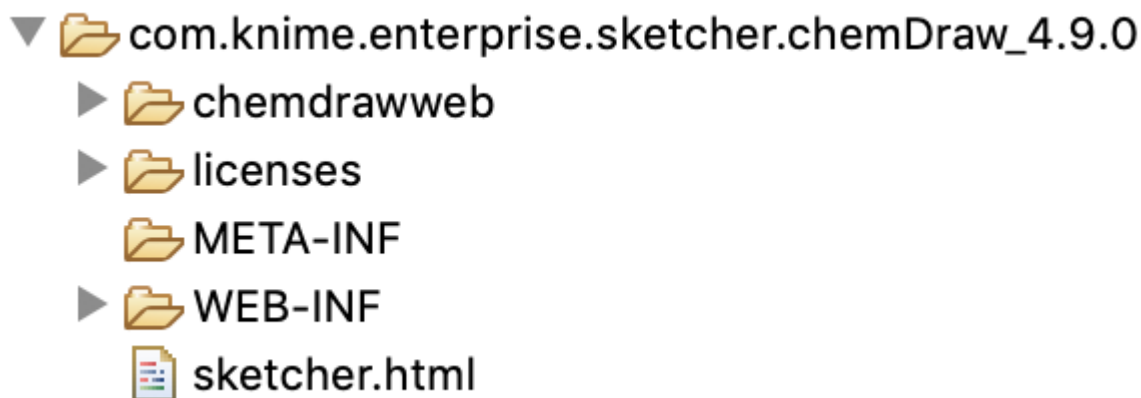 com.knime.enterprise.sketcher.chemDraw_4.9.0
chemdrawweb
licenses
META-INF
WEB-INF
sketcher.html